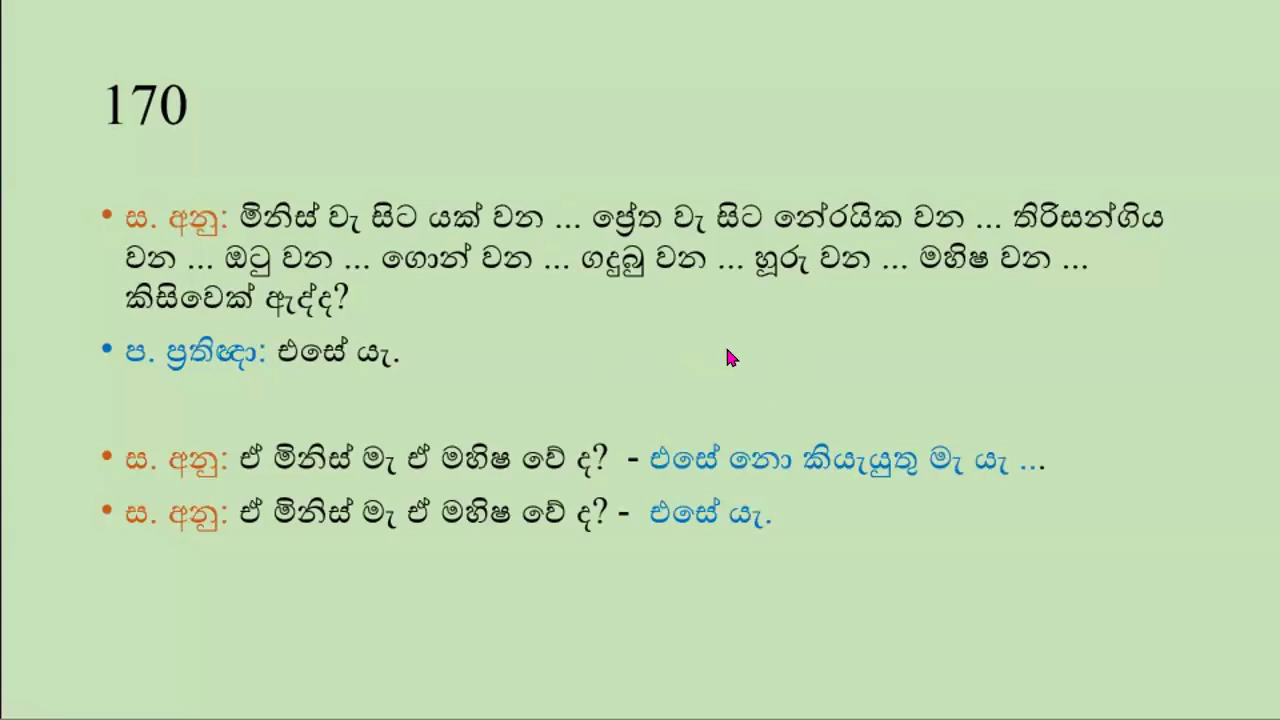 170
• ස. අනු: මිනිස් වැ සිට යක් වන ... ප්‍රේත වැ සිට නේරයික වන ... තිරිසන්ගිය
වන ... ඔටු වන ... ගොන් වන ... ගදුබු වන ... හූරු වන ... මහිෂ වන ...
කිසිවෙක් ඇද්ද?
• ප. ප්‍රතිඥා: එසේ යැ.
• ස. අනු: ඒ මිනිස් මැ ඒ මහිෂ වේ ද? - එසේ නො කියැයුතු මැ යැ ...
• ස. අනු: ඒ මිනිස් මැ ඒ මහිෂ වේ ද? - එසේ යැ.